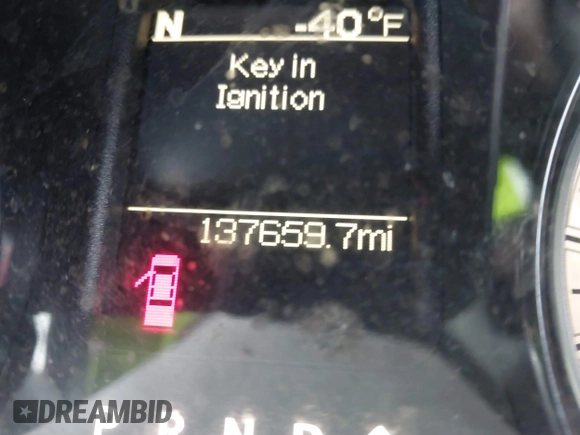 N -40°F
Key in
Ignition
137659.7mi
P R N D
DREAMBID